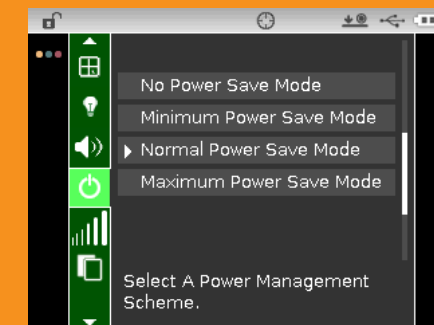 No Power Save Mode
Minimum Power Save Mode
Normal Power Save Mode
Maximum Power Save Mode
Select A Power Management
Scheme.